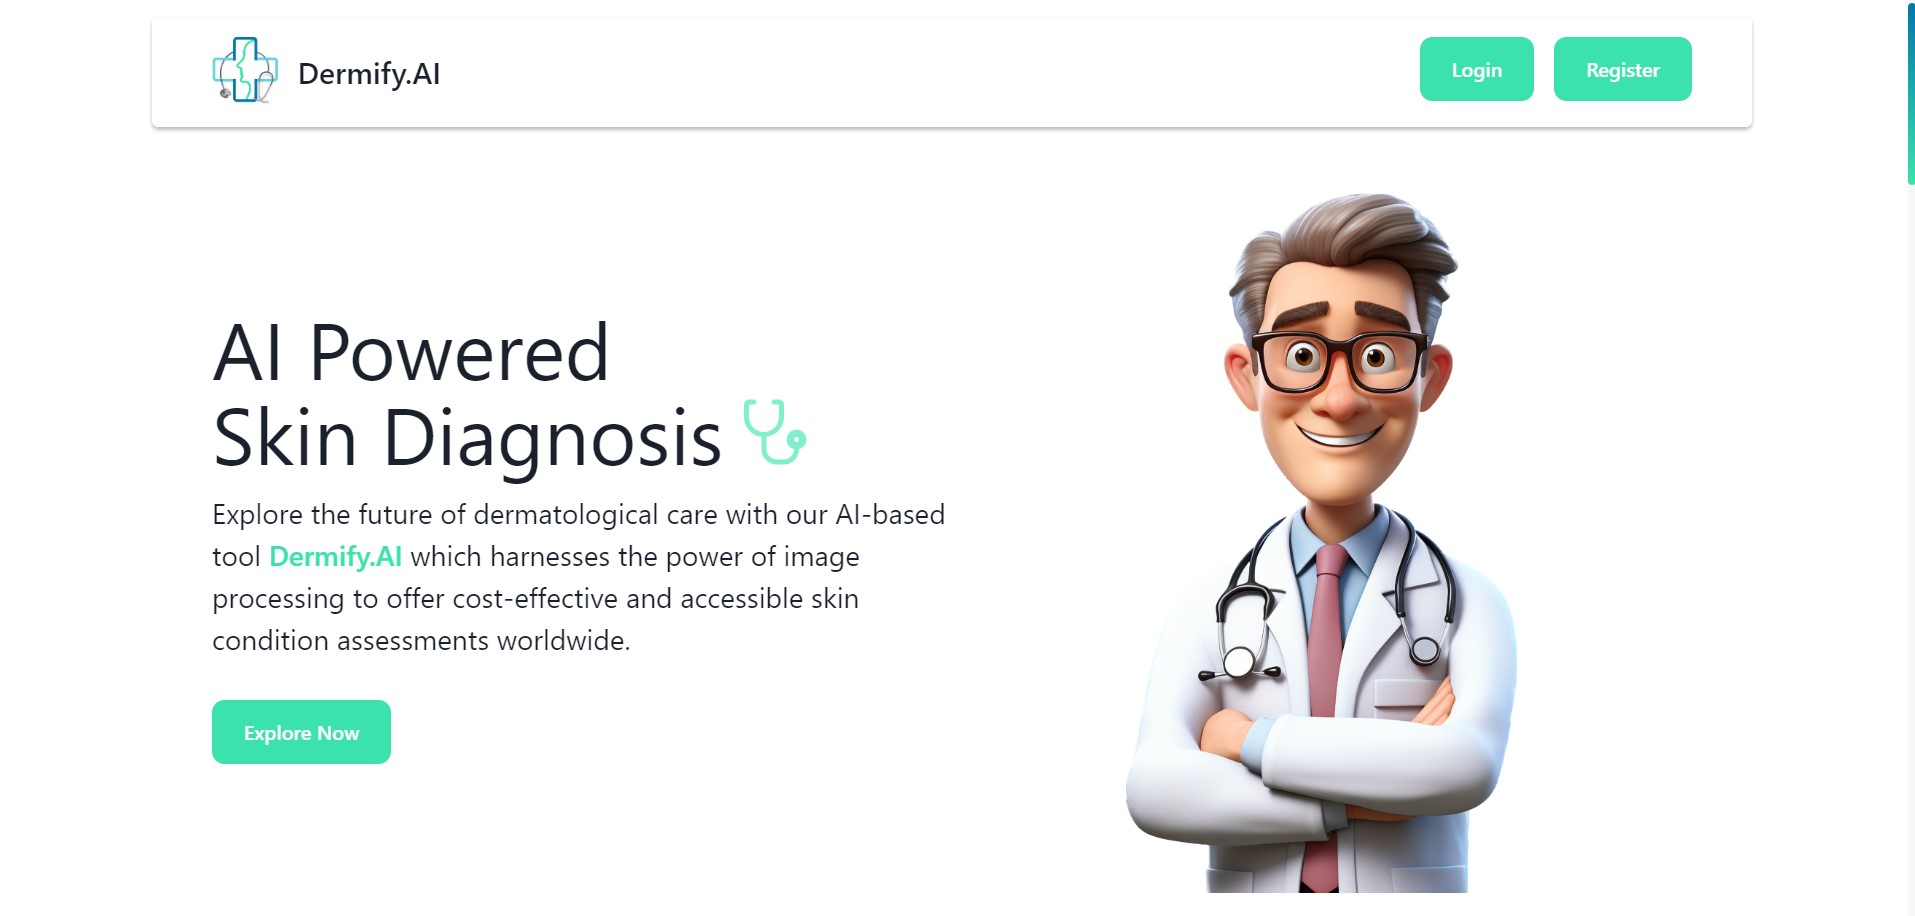 Dermify.AI
Login
Register
AI Powered
Skin Diagnosis
Explore the future of dermatological care with our AI-based
tool Dermify.AI which harnesses the power of image
processing to offer cost-effective and accessible skin
condition assessments worldwide.
Explore Now